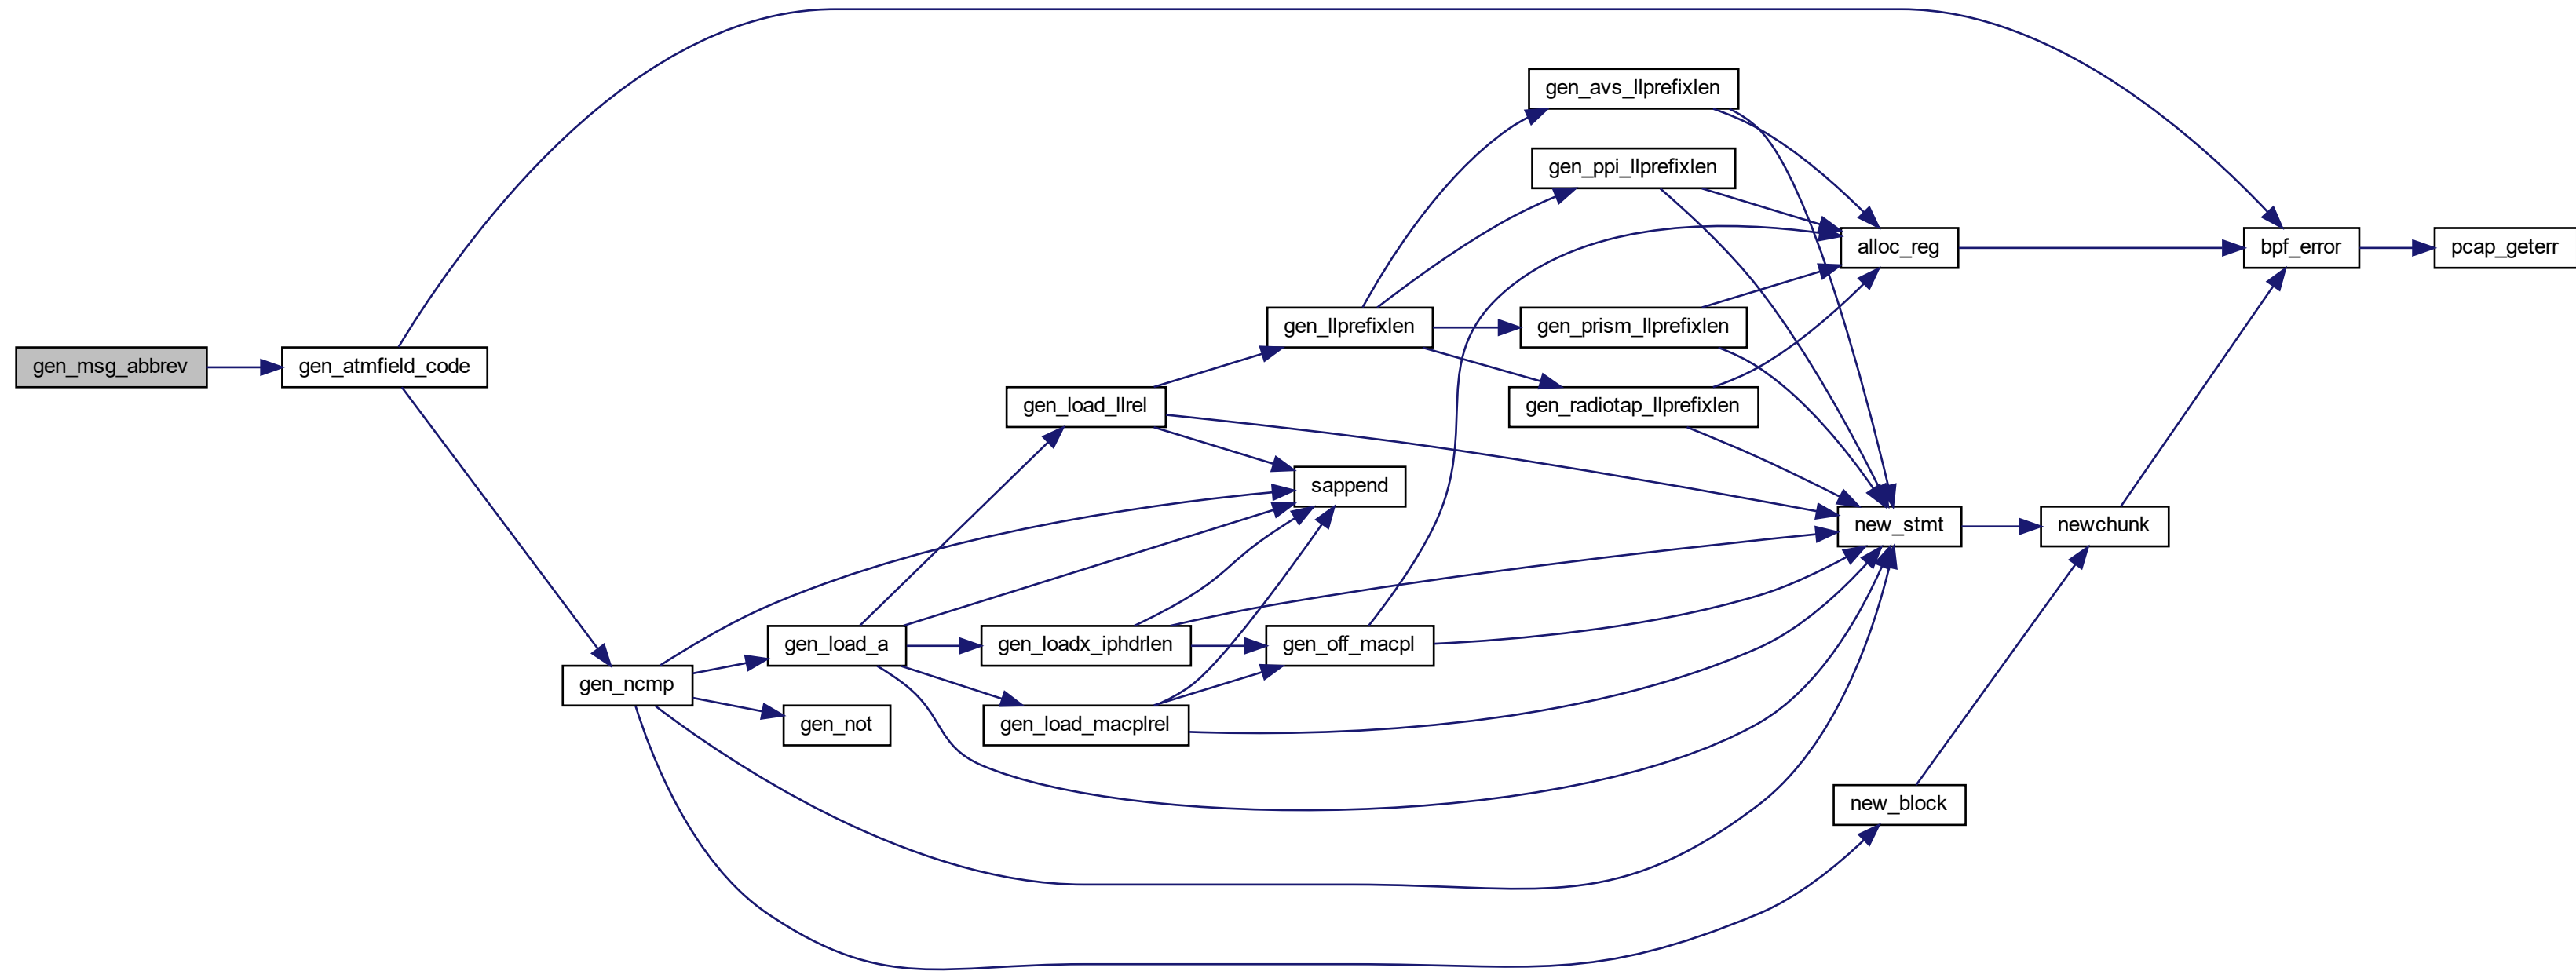 gen_avs_llprefixlen
gen_ppi_llprefixlen
alloc_reg
bpf_error
pcap_geterr
gen_llprefixlen
gen_prism_llprefixlen
gen_msg_abbrev
gen_atmfield_code
gen_load_llrel
gen_radiotap_llprefixlen
sappend
new_stmt
newchunk
gen_load_a
gen_loadx_iphdrlen
gen_off_macpl
gen_ncmp
gen_not
gen_load_macplrel
new_block